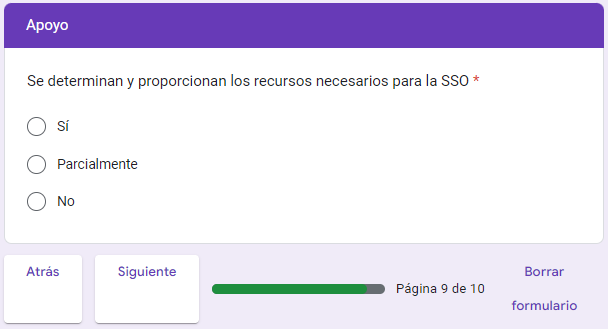 Apoyo
Se determinan y proporcionan los recursos necesarios para la SSO *
Sí
Parcialmente
No
Atrás
Siguiente
Página 9 de 10
Borrar
formulario